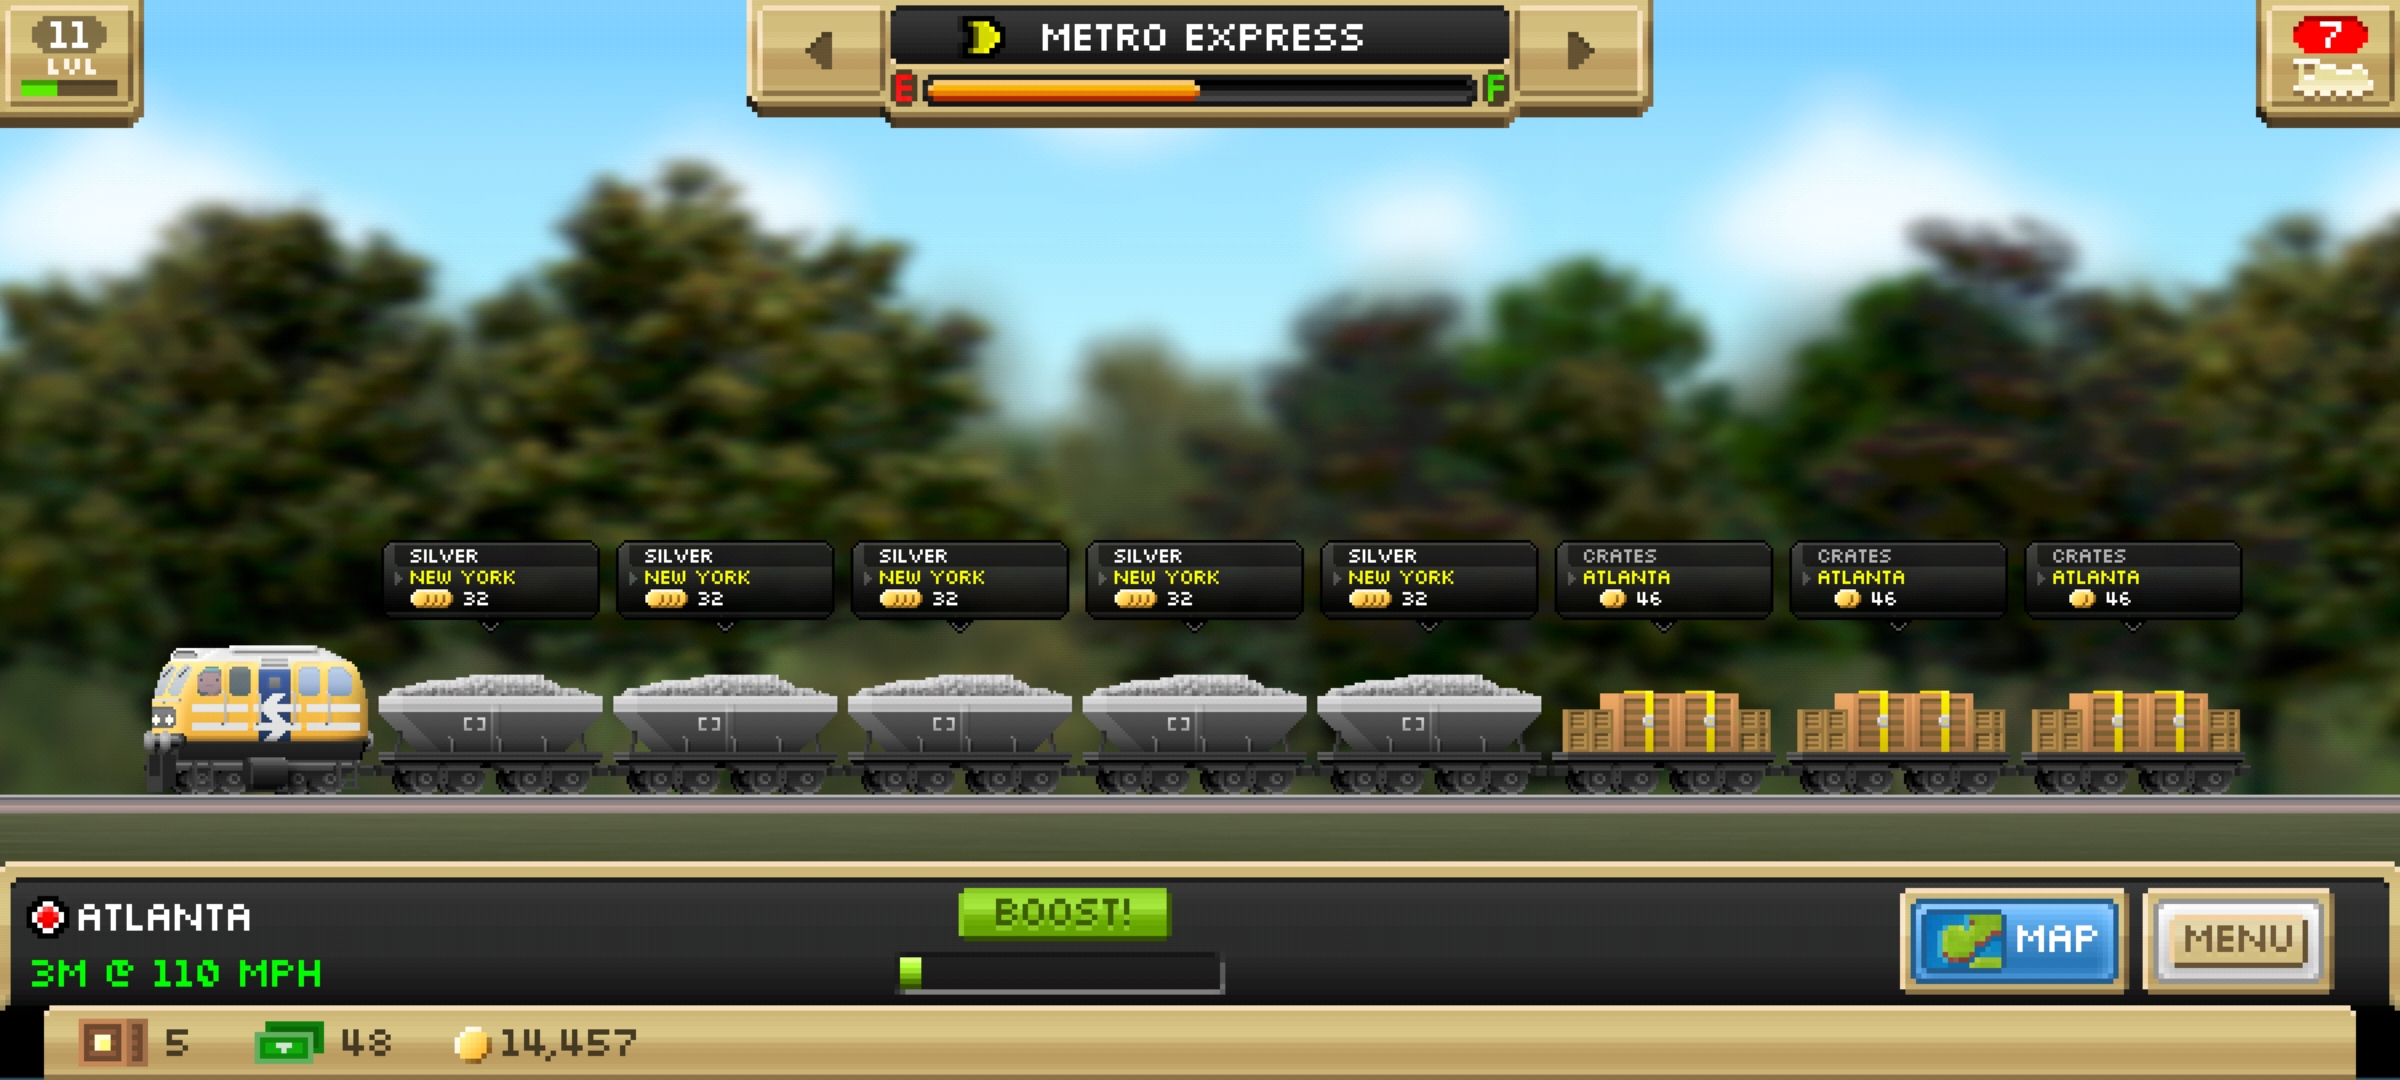 11
LVL
METRO EXPRESS
E F
7
SILVER
NEW YORK
32
SILVER
NEW YORK
32
SILVER
NEW YORK
32
SILVER
NEW YORK
32
SILVER
NEW YORK
32
CRATES
ATLANTA
46
CRATES
ATLANTA
46
CRATES
ATLANTA
46
ATLANTA
3M @ 110 MPH
BOOST!
MAP
MENU
5
48
14,457